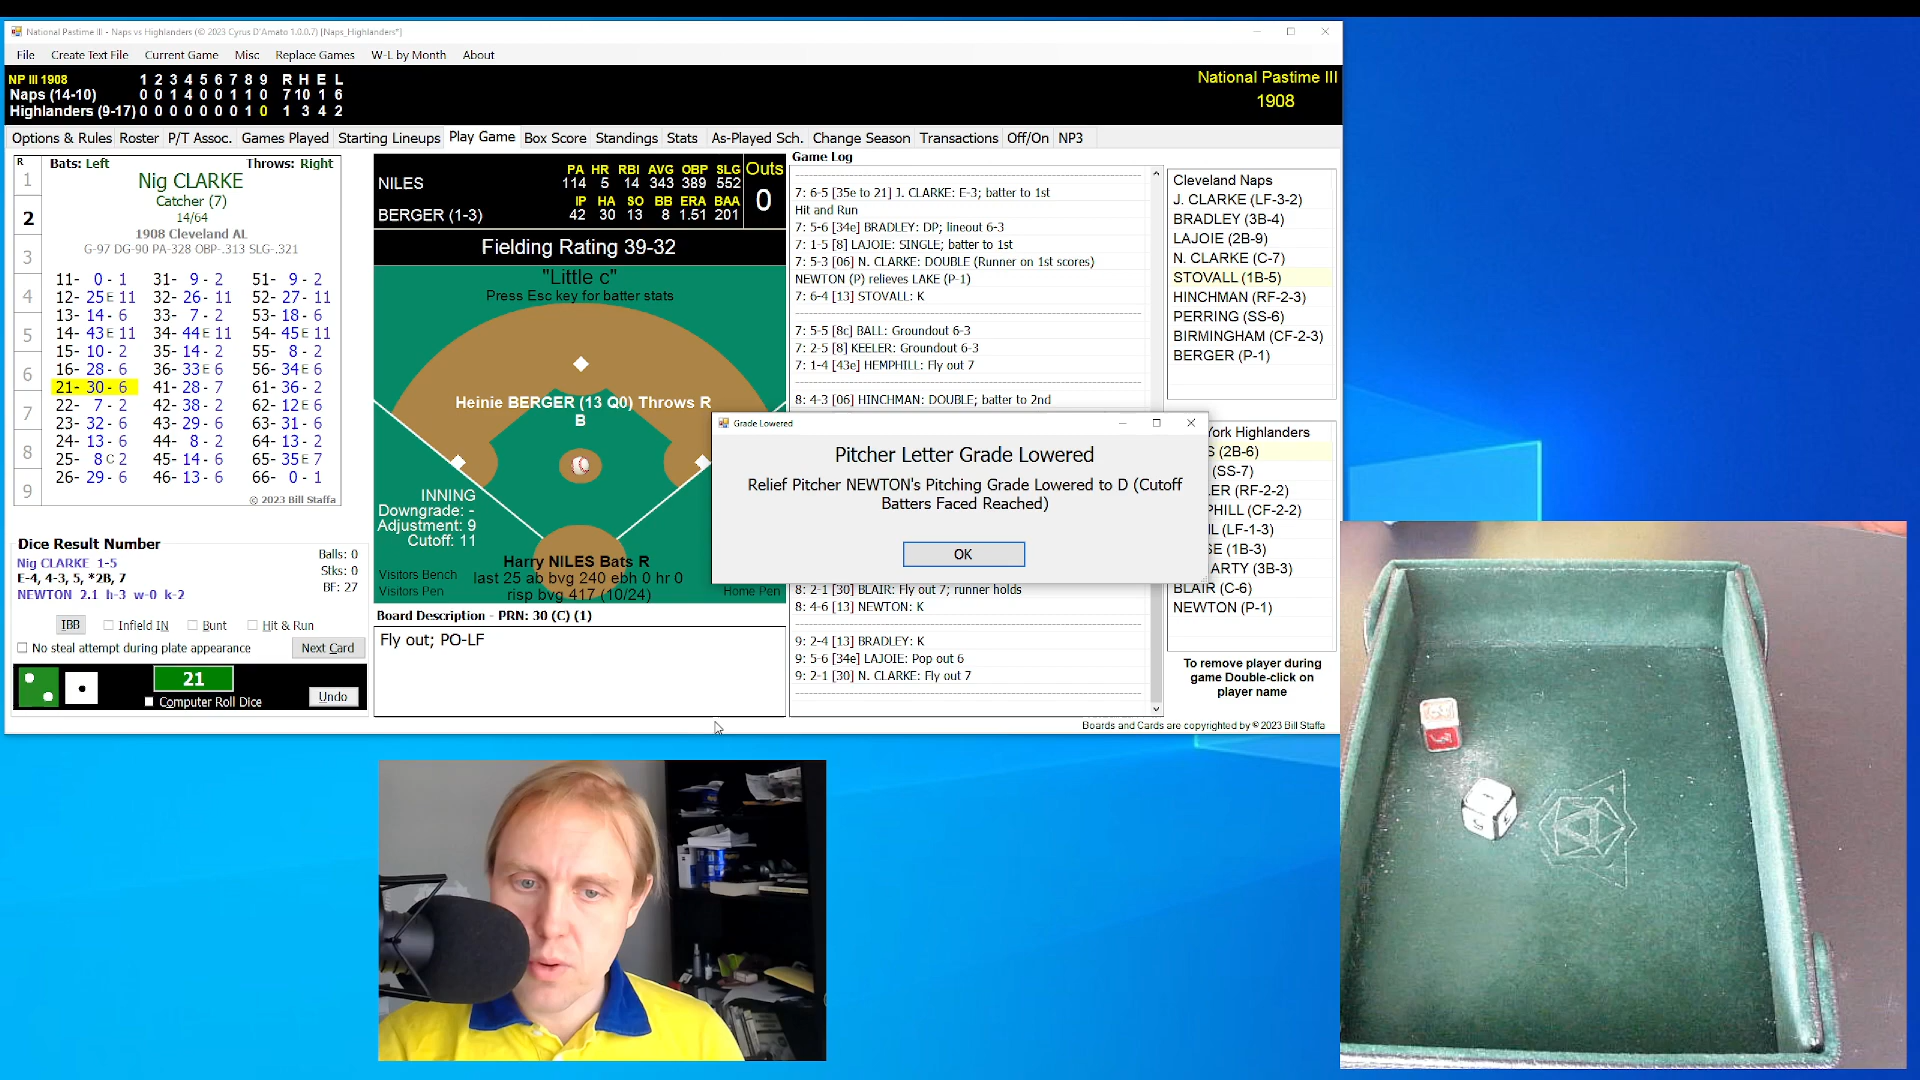 National Pastime III - Naps vs Highlanders (© 2023 Cyrus D'Amato 1.0.0.7) [Naps_Highlanders*]
File Create Text File Current Game Misc Replace Games W-L by Month About
NP III 1908 1 2 3 4 5 6 7 8 9 R H E L
Naps (14-10) 0 0 1 4 0 0 1 1 0 7 10 1 6
Highlanders (9-17) 0 0 0 0 0 0 0 1 0 1 3 4 2
National Pastime III
1908
Options & Rules Roster P/T Assoc. Games Played Starting Lineups Play Game Box Score Standings Stats As-Played Sch. Change Season Transactions Off/On NP3
R
1
2
3
4
5
6
7
8
9
Bats: Left Throws: Right
Nig CLARKE
Catcher (7)
14/64
1908 Cleveland AL
G-97 DG-90 PA-328 OBP-.313 SLG-.321
11- 0 - 1 31- 9 - 2 51- 9 - 2
12- 25 E 11 32- 26 - 11 52- 27 - 11
13- 14 - 6 33- 7 - 2 53- 18 - 6
14- 43 E 11 34- 44 E 11 54- 45 E 11
15- 10 - 2 35- 14 - 2 55- 8 - 2
16- 28 - 6 36- 33 E 6 56- 34 E 6
21- 30 - 6 41- 28 - 7 61- 36 - 2
22- 7 - 2 42- 38 - 2 62- 12 E 6
23- 32 - 6 43- 29 - 6 63- 31 - 6
24- 13 - 6 44- 8 - 2 64- 13 - 2
25- 8 C 2 45- 14 - 6 65- 35 E 7
26- 29 - 6 46- 13 - 6 66- 0 - 1
© 2023 Bill Staffa
Dice Result Number
Nig CLARKE 1-5
E-4, 4-3, 5, *2B, 7
NEWTON 2.1 h-3 w-0 k-2
Balls: 0
Stks: 0
BF: 27
IBB Infield IN Bunt Hit & Run
No steal attempt during plate appearance Next Card
21
Computer Roll Dice Undo
PA HR RBI AVG OBP SLG
NILES 114 5 14 343 389 552
IP HA SO BB ERA BAA
BERGER (1-3) 42 30 13 8 1.51 201
Outs
0
Fielding Rating 39-32
"Little c"
Press Esc key for batter stats
Heinie BERGER (13 Q0) Throws R
B
INNING
Downgrade: -
Adjustment: 9
Cutoff: 11
Harry NILES Bats R
last 25 ab bvg 240 ebh 0 hr 0
risp bvg 417 (10/24)
Visitors Bench
Visitors Pen
Home Pen
Board Description - PRN: 30 (C) (1)
Fly out; PO-LF
Game Log
7: 6-5 [35e to 21] J. CLARKE: E-3; batter to 1st
Hit and Run
7: 5-6 [34e] BRADLEY: DP; lineout 6-3
7: 1-5 [8] LAJOIE: SINGLE; batter to 1st
7: 5-3 [06] N. CLARKE: DOUBLE (Runner on 1st scores)
NEWTON (P) relieves LAKE (P-1)
7: 6-4 [13] STOVALL: K
7: 5-5 [8c] BALL: Groundout 6-3
7: 2-5 [8] KEELER: Groundout 6-3
7: 1-4 [43e] HEMPHILL: Fly out 7
8: 4-3 [06] HINCHMAN: DOUBLE; batter to 2nd
Grade Lowered
Pitcher Letter Grade Lowered
Relief Pitcher NEWTON's Pitching Grade Lowered to D (Cutoff
Batters Faced Reached)
OK
8: 2-1 [30] BLAIR: Fly out 7; runner holds
8: 4-6 [13] NEWTON: K
9: 2-4 [13] BRADLEY: K
9: 5-6 [34e] LAJOIE: Pop out 6
9: 2-1 [30] N. CLARKE: Fly out 7
Cleveland Naps
J. CLARKE (LF-3-2)
BRADLEY (3B-4)
LAJOIE (2B-9)
N. CLARKE (C-7)
STOVALL (1B-5)
HINCHMAN (RF-2-3)
PERRING (SS-6)
BIRMINGHAM (CF-2-3)
BERGER (P-1)
York Highlanders
S (2B-6)
(SS-7)
LER (RF-2-2)
PHILL (CF-2-2)
L (LF-1-3)
SE (1B-3)
ARTY (3B-3)
BLAIR (C-6)
NEWTON (P-1)
To remove player during
game Double-click on
player name
Boards and Cards are copyrighted by © 2023 Bill Staffa